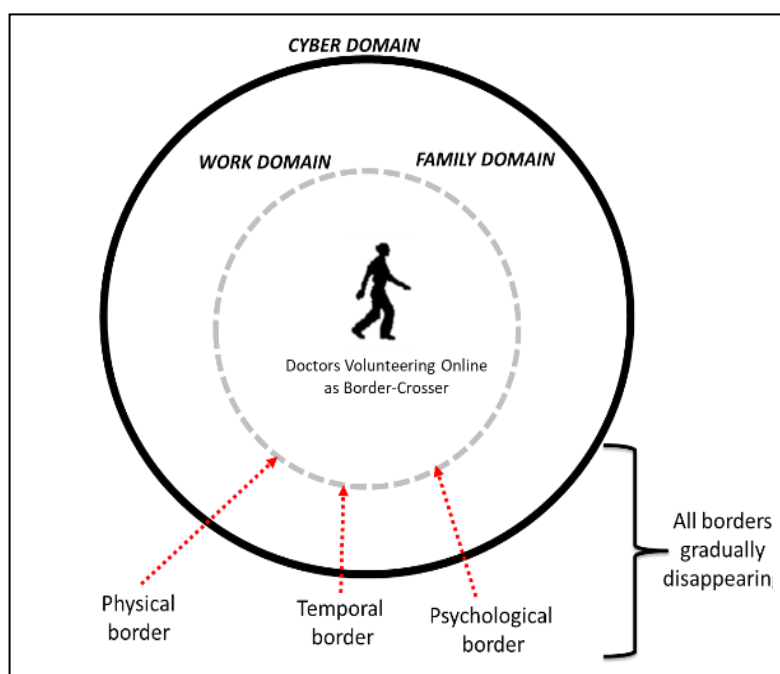 CYBER DOMAIN
WORK DOMAIN
FAMILY DOMAIN
Doctors Volunteering Online
as Border-Crosser
Physical
border
Temporal
border
Psychological
border
All borders
gradually
disappearin